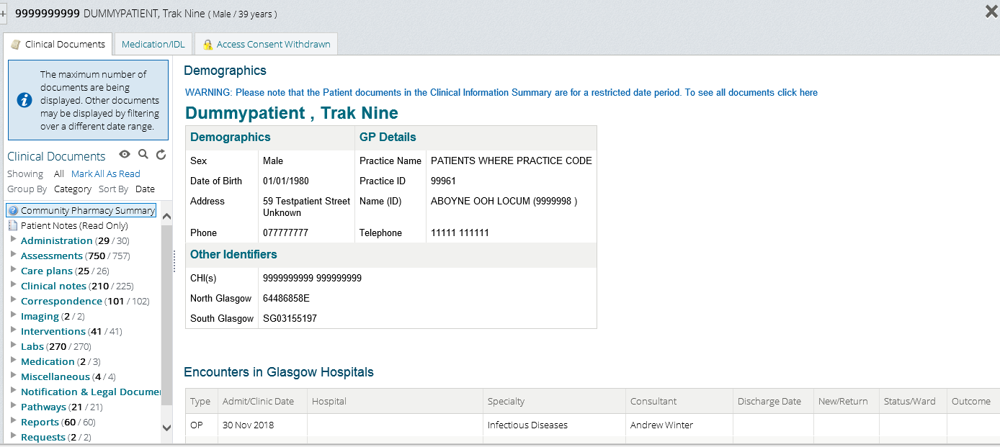 9999999999 DUMMYPATIENT, Trak Nine ( Male / 39 years )
Clinical Documents
Medication/IDL
Access Consent Withdrawn
The maximum number of
documents are being
displayed. Other documents
may be displayed by filtering
over a different date range.
Clinical Documents
Showing All Mark All As Read
Group By Category Sort By Date
Community Pharmacy Summary
Patient Notes (Read Only)
Administration (29 / 30)
Assessments (750 / 757)
Care plans (25 / 26)
Clinical notes (210 / 225)
Correspondence (101 / 102)
Imaging (2 / 2)
Interventions (41 / 41)
Labs (270 / 270)
Medication (2 / 3)
Miscellaneous (4 / 4)
Notification & Legal Documen
Pathways (21 / 21)
Reports (60 / 60)
Requests (2 / 2)
Demographics
WARNING: Please note that the Patient documents in the Clinical Information Summary are for a restricted date period. To see all documents click here
Dummypatient , Trak Nine
Demographics GP Details
Sex Male Practice Name PATIENTS WHERE PRACTICE CODE
Date of Birth 01/01/1980 Practice ID 99961
Address 59 Testpatient Street Name (ID) ABOYNE OOH LOCUM (9999998 )
Unknown
Phone 077777777 Telephone 11111 111111
Other Identifiers
CHI(s) 9999999999 999999999
North Glasgow 64486858E
South Glasgow SG03155197
Encounters in Glasgow Hospitals
Type Admit/Clinic Date Hospital Specialty Consultant Discharge Date New/Return Status/Ward Outcome
OP 30 Nov 2018 Infectious Diseases Andrew Winter